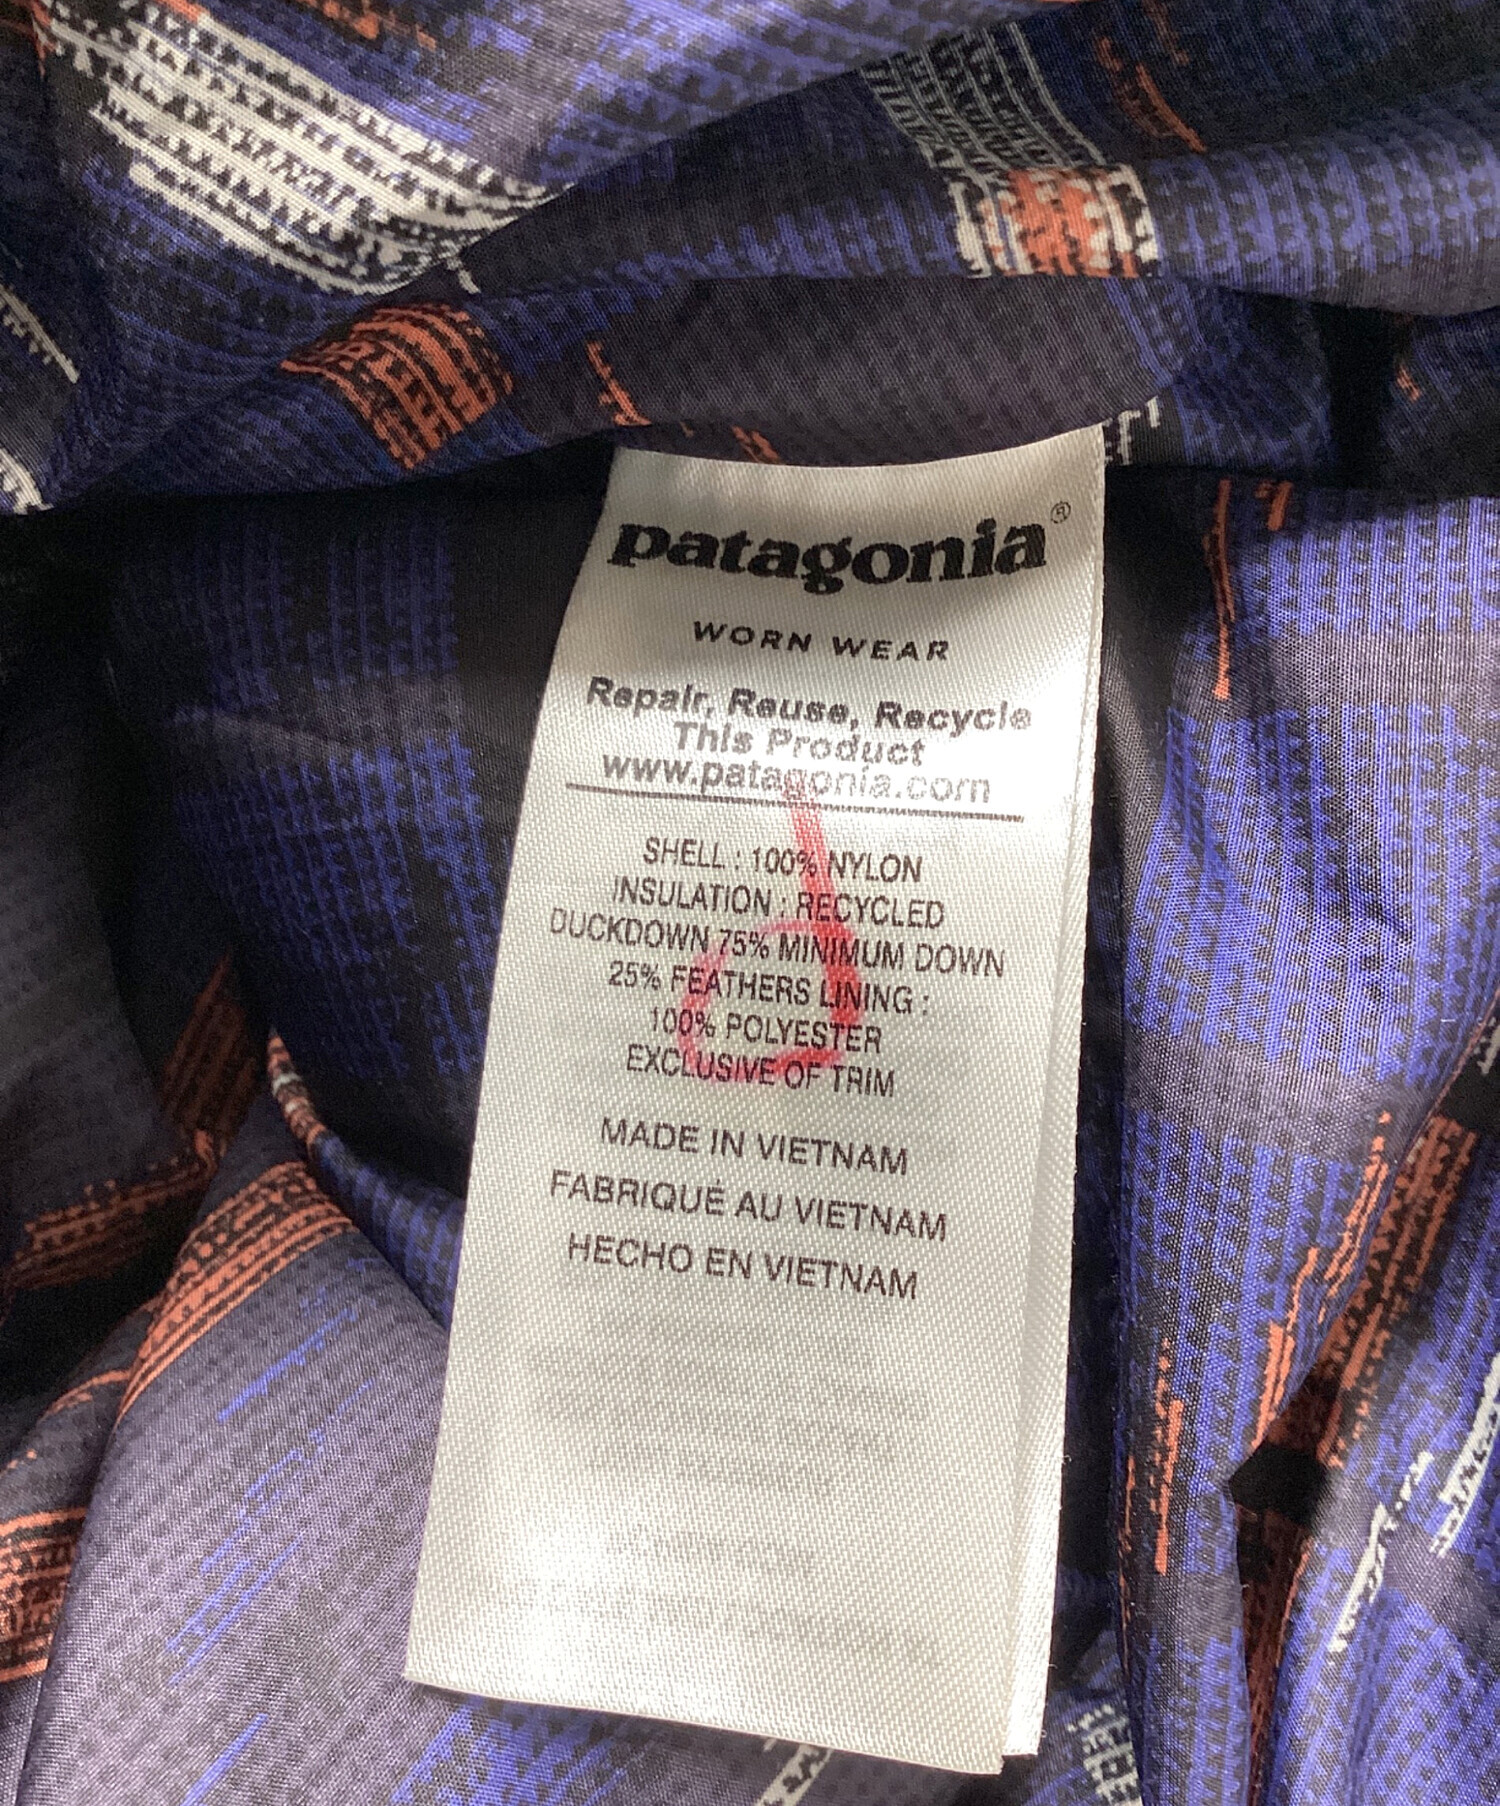 patagonia®
WORN WEAR
Repair, Reuse, Recycle
This Product
www.patagonia.com
SHELL : 100% NYLON
INSULATION : RECYCLED
DUCKDOWN 75% MINIMUM DOWN
25% FEATHERS LINING :
100% POLYESTER
EXCLUSIVE OF TRIM
MADE IN VIETNAM
FABRIQUÉ AU VIETNAM
HECHO EN VIETNAM